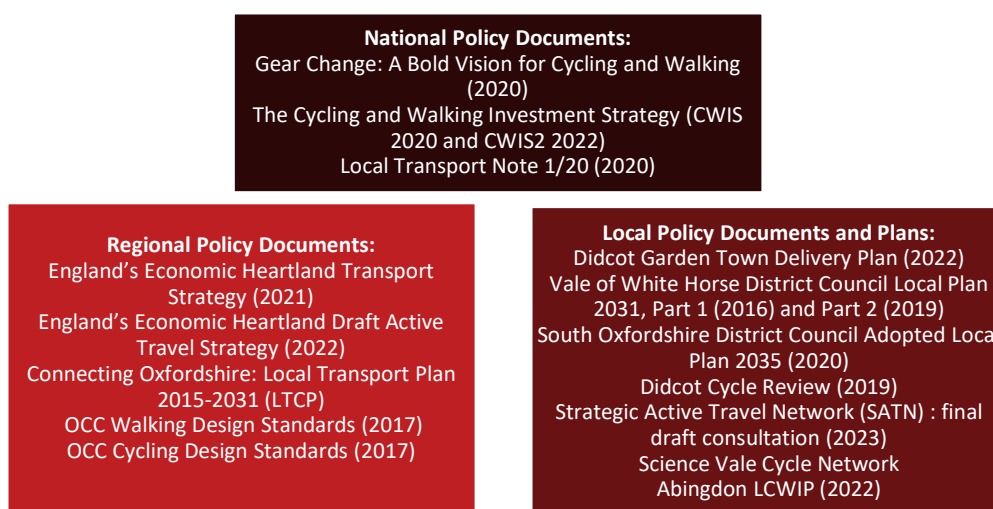 National Policy Documents:
Gear Change: A Bold Vision for Cycling and Walking
(2020)
The Cycling and Walking Investment Strategy (CWIS
2020 and CWIS2 2022)
Local Transport Note 1/20 (2020)
Regional Policy Documents:
England’s Economic Heartland Transport
Strategy (2021)
England’s Economic Heartland Draft Active
Travel Strategy (2022)
Connecting Oxfordshire: Local Transport Plan
2015-2031 (LTCP)
OCC Walking Design Standards (2017)
OCC Cycling Design Standards (2017)
Local Policy Documents and Plans:
Didcot Garden Town Delivery Plan (2022)
Vale of White Horse District Council Local Plan
2031, Part 1 (2016) and Part 2 (2019)
South Oxfordshire District Council Adopted Local
Plan 2035 (2020)
Didcot Cycle Review (2019)
Strategic Active Travel Network (SATN) : final
draft consultation (2023)
Science Vale Cycle Network
Abingdon LCWIP (2022)